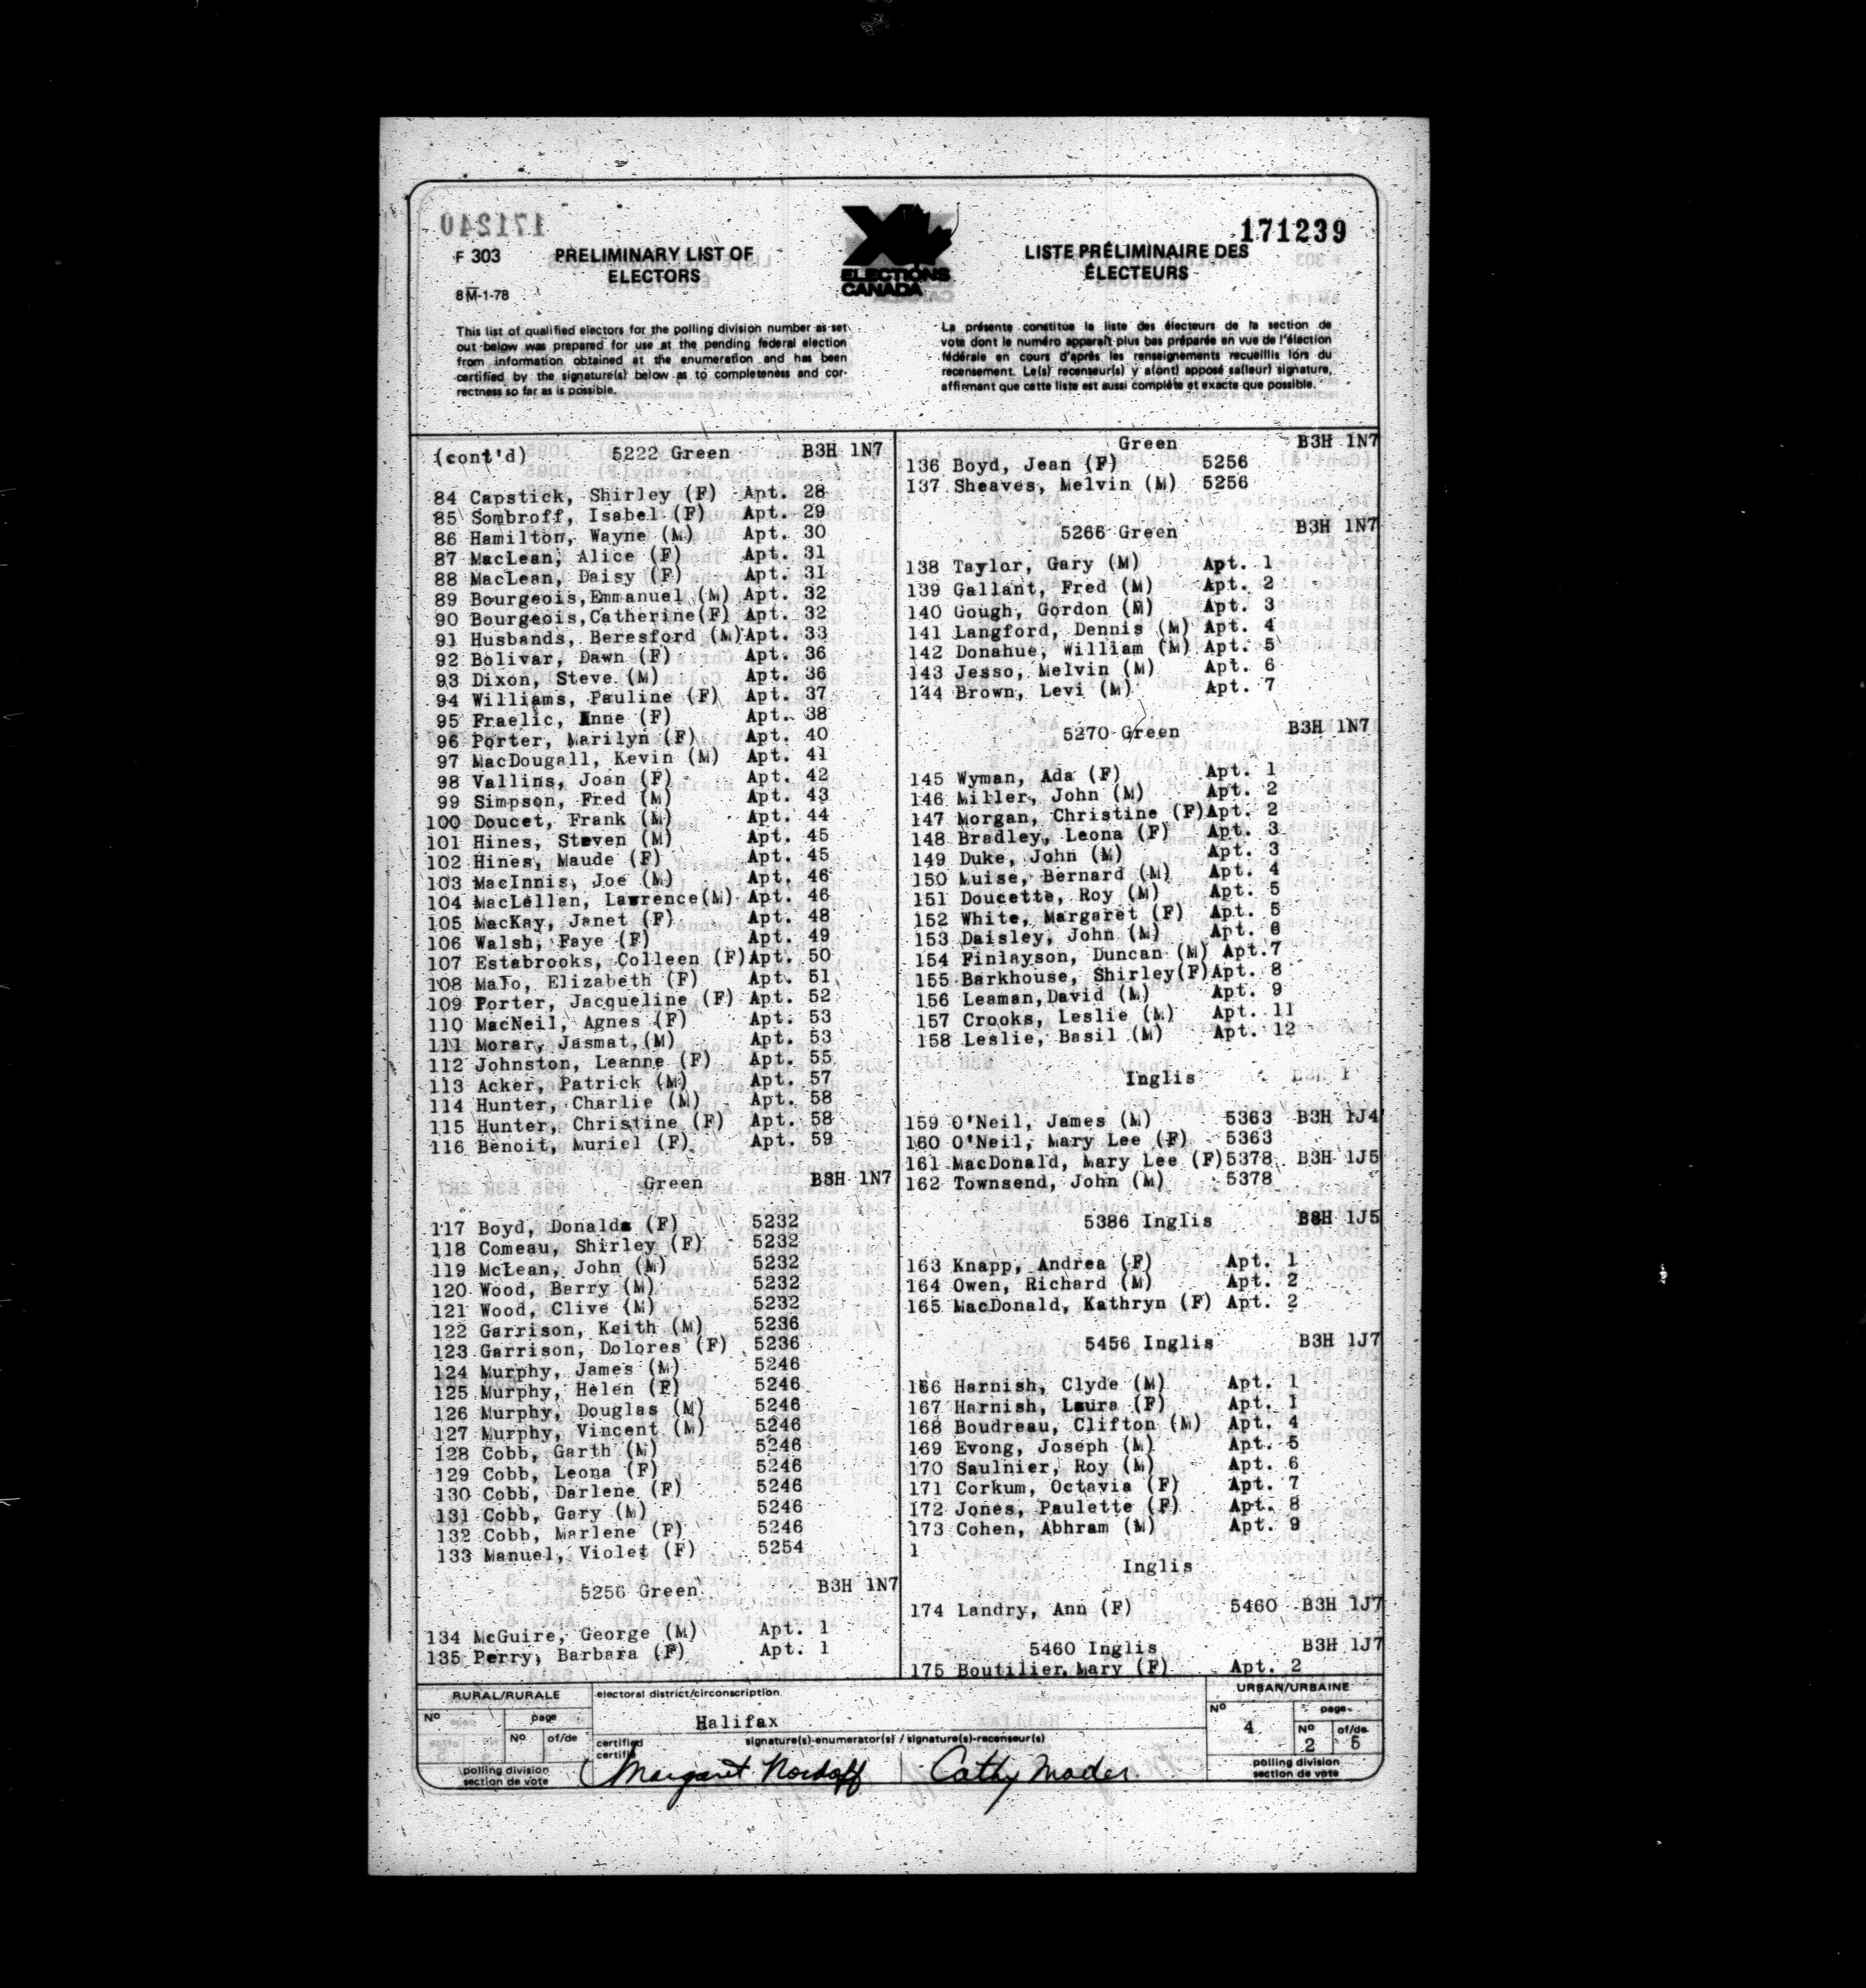 171239
F 303
PRELIMINARY LIST OF
ELECTORS
8M-1-78
ELECTIONS
CANADA
LISTE PRÉLIMINAIRE DES
ÉLECTEURS
This list of qualified electors for the polling division number as set
out below was prepared for use at the pending federal election
from information obtained at the enumeration and has been
certified by the signature(s) below as to completeness and cor-
rectness so far as is possible.
La présente constitue la liste des électeurs de la section de
vote dont le numéro apparaît plus bas préparée en vue de l'élection
fédérale en cours d'après les renseignements recueillis lors du
recensement. Le(s) recenseur(s) y a(ont) apposé sa(leur) signature,
affirmant que cette liste est aussi complète et exacte que possible.
(cont'd) 5222 Green B3H 1N7
84 Capstick, Shirley (F) Apt. 28
85 Sombroff, Isabel (F) Apt. 29
86 Hamilton, Wayne (M) Apt. 30
87 MacLean, Alice (F) Apt. 31
88 MacLean, Daisy (F) Apt. 31
89 Bourgeois,Emmanuel (M) Apt. 32
90 Bourgeois,Catherine(F) Apt. 32
91 Husbands, Beresford (M) Apt. 33
92 Bolivar, Dawn (F) Apt. 36
93 Dixon, Steve (M) Apt. 36
94 Williams, Pauline (F) Apt. 37
95 Fraelic, Anne (F) Apt. 38
96 Porter, Marilyn (F) Apt. 40
97 MacDougall, Kevin (M) Apt. 41
98 Vallins, Joan (F) Apt. 42
99 Simpson, Fred (M) Apt. 43
100 Doucet, Frank (M) Apt. 44
101 Hines, Steven (M) Apt. 45
102 Hines, Maude (F) Apt. 45
103 MacInnis, Joe (M) Apt. 46
104 MacLellan, Lawrence(M) Apt. 46
105 MacKay, Janet (F) Apt. 48
106 Walsh, Faye (F) Apt. 49
107 Estabrooks, Colleen (F)Apt. 50
108 Malo, Elizabeth (F) Apt. 51
109 Porter, Jacqueline (F) Apt. 52
110 MacNeil, Agnes (F) Apt. 53
111 Morar, Jasmat,(M) Apt. 53
112 Johnston, Leanne (F) Apt. 55
113 Acker, Patrick (M) Apt. 57
114 Hunter, Charlie (M) Apt. 58
115 Hunter, Christine (F) Apt. 58
116 Benoit, Muriel (F) Apt. 59
Green B3H 1N7
117 Boyd, Donalda (F) 5232
118 Comeau, Shirley (F) 5232
119 McLean, John (M) 5232
120 Wood, Barry (M) 5232
121 Wood, Clive (M) 5232
122 Garrison, Keith (M) 5236
123 Garrison, Dolores (F) 5236
124 Murphy, James (M) 5246
125 Murphy, Helen (F) 5246
126 Murphy, Douglas (M) 5246
127 Murphy, Vincent (M) 5246
128 Cobb, Garth (M) 5246
129 Cobb, Leona (F) 5246
130 Cobb, Darlene (F) 5246
131 Cobb, Gary (M) 5246
132 Cobb, Marlene (F) 5246
133 Manuel, Violet (F) 5254
5256 Green B3H 1N7
134 McGuire, George (M) Apt. 1
135 Perry, Barbara (F) Apt. 1
Green B3H 1N7
136 Boyd, Jean (F) 5256
137 Sheaves, Melvin (M) 5256
5266 Green B3H 1N7
138 Taylor, Gary (M) Apt. 1
139 Gallant, Fred (M) Apt. 2
140 Gough, Gordon (M) Apt. 3
141 Langford, Dennis (M) Apt. 4
142 Donahue, William (M) Apt. 5
143 Jesso, Melvin (M) Apt. 6
144 Brown, Levi (M) Apt. 7
5270 Green B3H 1N7
145 Wyman, Ada (F) Apt. 1
146 Miller, John (M) Apt. 2
147 Morgan, Christine (F)Apt. 2
148 Bradley, Leona (F) Apt. 3
149 Duke, John (M) Apt. 3
150 Muise, Bernard (M) Apt. 4
151 Doucette, Roy (M) Apt. 5
152 White, Margaret (F) Apt. 5
153 Daisley, John (M) Apt. 6
154 Finlayson, Duncan (M) Apt.7
155 Barkhouse, Shirley(F)Apt. 8
156 Leaman,David (M) Apt. 9
157 Crooks, Leslie (M) Apt. 11
158 Leslie, Basil (M) Apt. 12
Inglis
159 O'Neil, James (M) 5363 B3H 1J4
160 O'Neil, Mary Lee (F) 5363
161 MacDonald, Mary Lee (F)5378 B3H 1J5
162 Townsend, John (M) 5378
5386 Inglis B3H 1J5
163 Knapp, Andrea (F) Apt. 1
164 Owen, Richard (M) Apt. 2
165 MacDonald, Kathryn (F) Apt. 2
5456 Inglis B3H 1J7
166 Harnish, Clyde (M) Apt. 1
167 Harnish, Laura (F) Apt. 1
168 Boudreau, Clifton (M) Apt. 4
169 Evong, Joseph (M) Apt. 5
170 Saulnier, Roy (M) Apt. 6
171 Corkum, Octavia (F) Apt. 7
172 Jones, Paulette (F) Apt. 8
173 Cohen, Abhram (M) Apt. 9
1
Inglis
174 Landry, Ann (F) 5460 B3H 1J7
5460 Inglis B3H 1J7
175 Boutilier,Mary (F) Apt. 2
RURAL/RURALE
No page
No of/de
polling division
section de vote
electoral district/circonscription
Halifax
certified
certifié
signature(s)-enumerator(s) / signature(s)-recenseur(s)
Margaret Cathy Mader
URBAN/URBAINE
No page
4 No of/de
2 5
polling division
section de vote